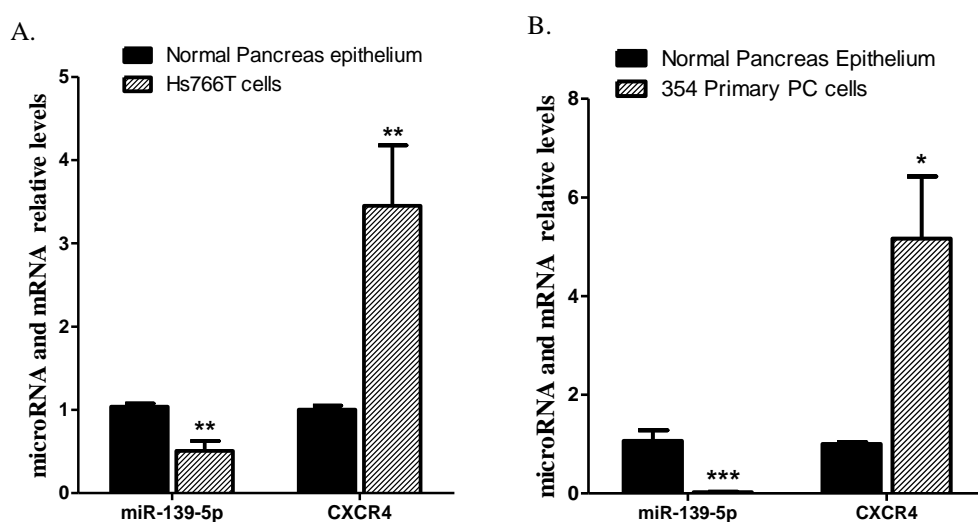 A.
Normal Pancreas epithelium
Hs766T cells
microRNA and mRNA relative levels
5
4
3
2
1
0
**
**
miR-139-5p
CXCR4
B.
Normal Pancreas Epithelium
354 Primary PC cells
microRNA and mRNA relative levels
8
6
4
2
0
***
*
miR-139-5p
CXCR4